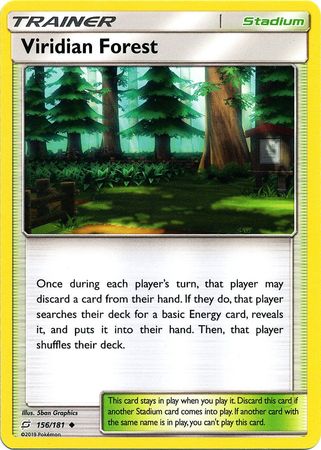 TRAINER
Stadium
Viridian Forest
Once during each player's turn, that player may
discard a card from their hand. If they do, that player
searches their deck for a basic Energy card, reveals
it, and puts it into their hand. Then, that player
shuffles their deck.
This card stays in play when you play it. Discard this card if
another Stadium card comes into play. If another card with
the same name is in play, you can't play this card.
Illus. 5ban Graphics
156/181
©2019 Pokémon